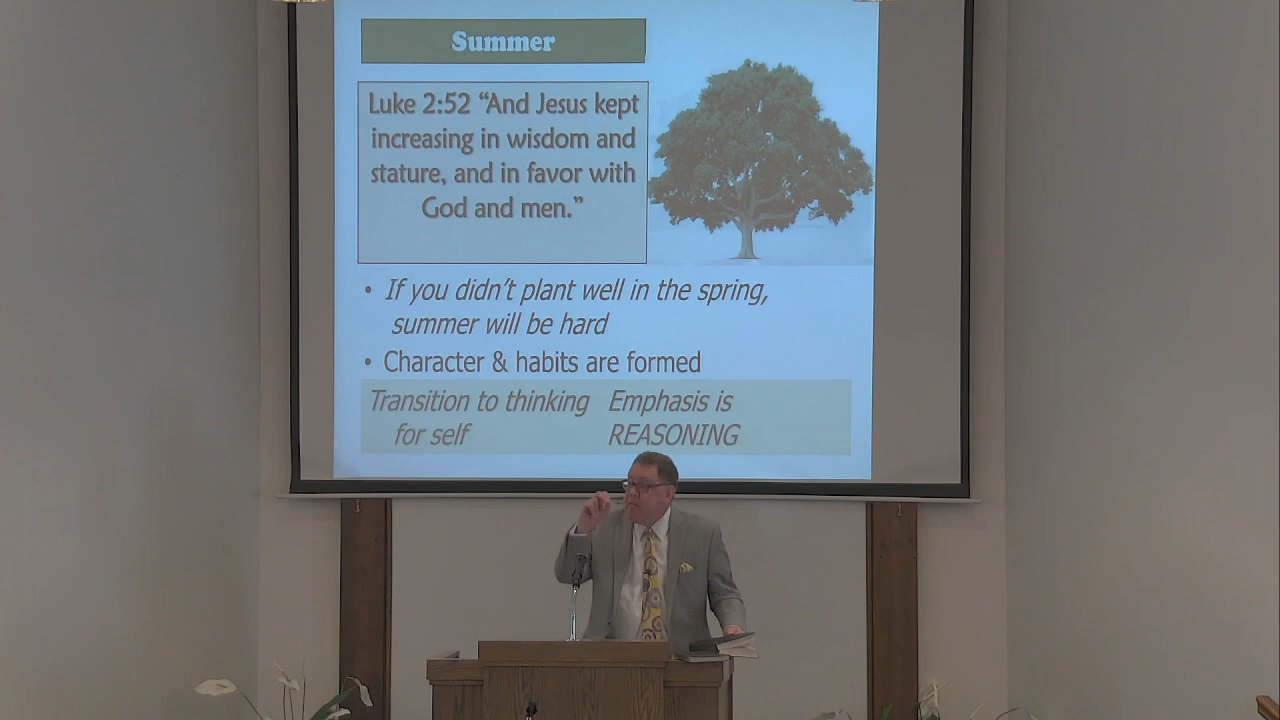 Summer
Luke 2:52 “And Jesus kept
increasing in wisdom and
stature, and in favor with
God and men.”
• If you didn’t plant well in the spring,
summer will be hard
• Character & habits are formed
Transition to thinking Emphasis is
for self REASONING